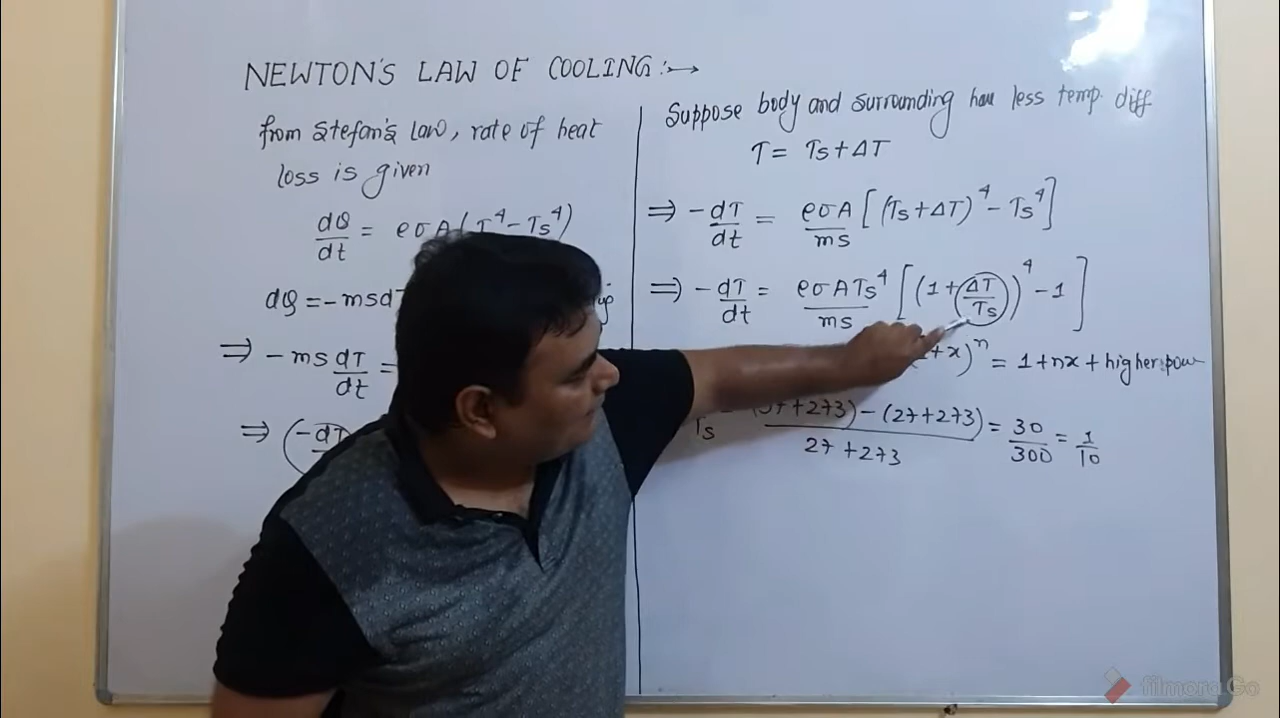 NEWTON'S LAW OF COOLING :→
from Stefan's Law, rate of heat
loss is given
dQ/dt = eσA(T⁴ - Ts⁴)
dQ = -msdT
⇒ -ms dT/dt =
⇒ (-dT
Suppose body and surrounding have less temp. diff
T = Ts + ΔT
⇒ -dT/dt = eσA/ms [(Ts + ΔT)⁴ - Ts⁴]
⇒ -dT/dt = eσATs⁴/ms [(1 + ΔT/Ts)⁴ - 1]
+x)ⁿ = 1 + nx + higher pow
Ts = (57+273) - (27+273)/27+273 = 30/300 = 1/10
filmora Go